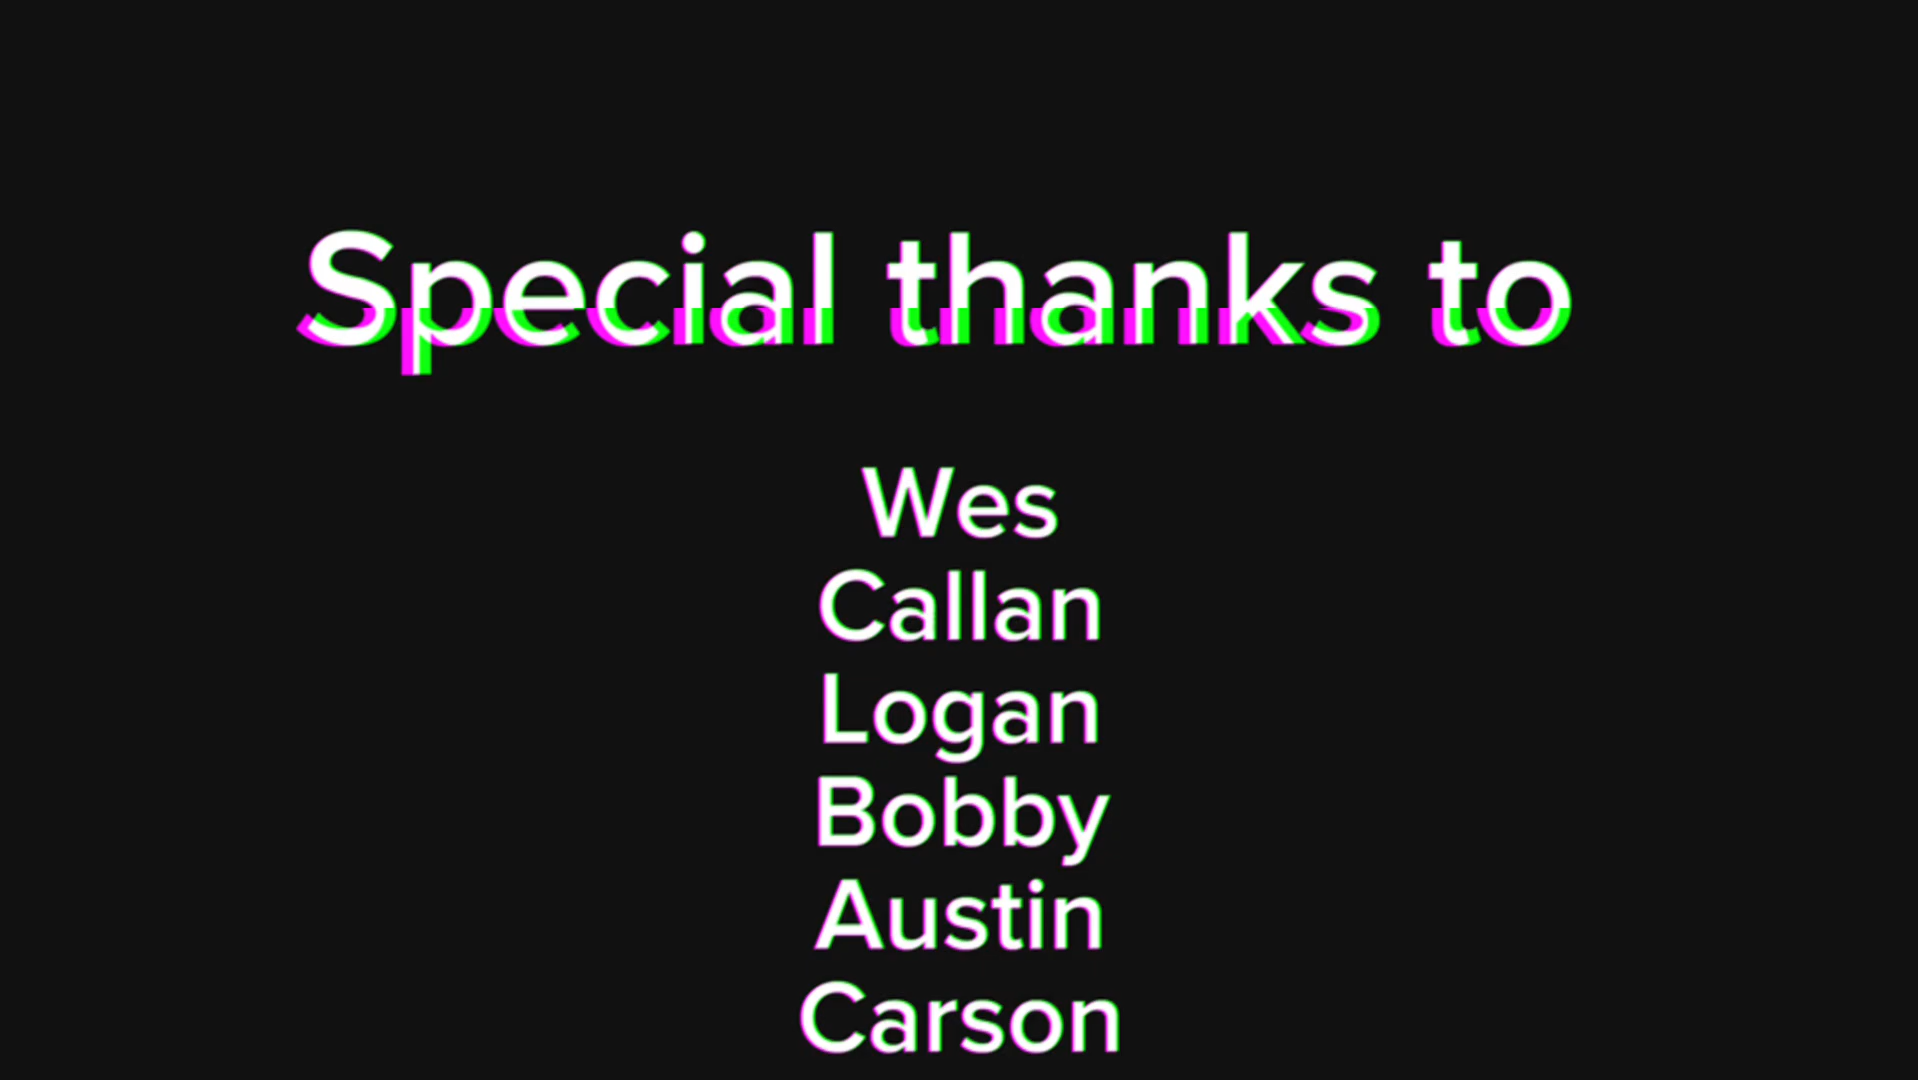 Special thanks to
Wes
Callan
Logan
Bobby
Austin
Carson